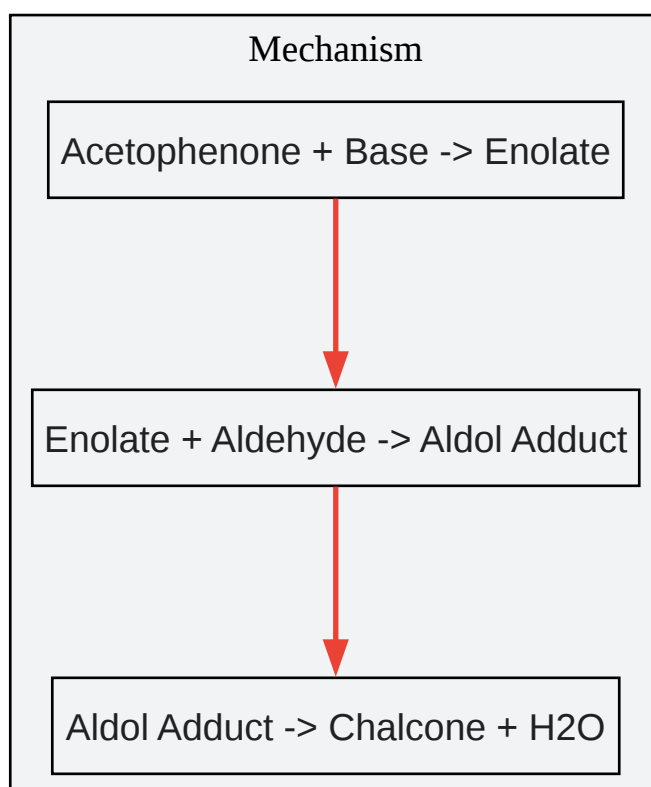 Mechanism
Acetophenone + Base -> Enolate
Enolate + Aldehyde -> Aldol Adduct
Aldol Adduct -> Chalcone + H2O